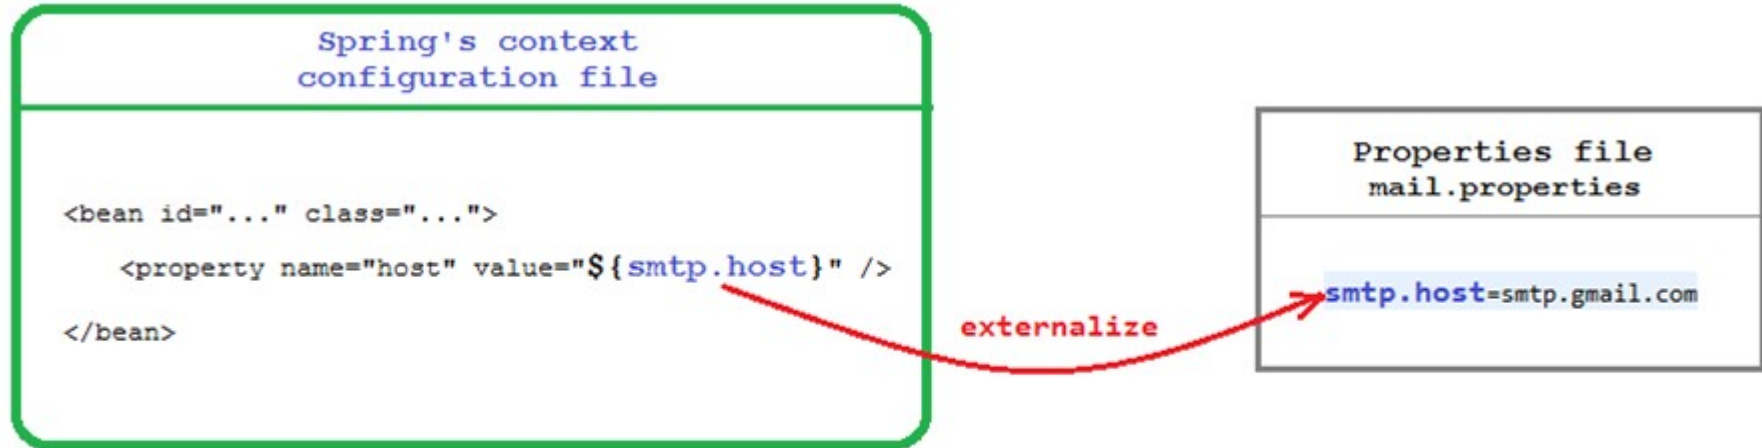 Spring's context
configuration file
<bean id="..." class="...">
<property name="host" value="${smtp.host}" />
</bean>
externalize
Properties file
mail.properties
smtp.host=smtp.gmail.com